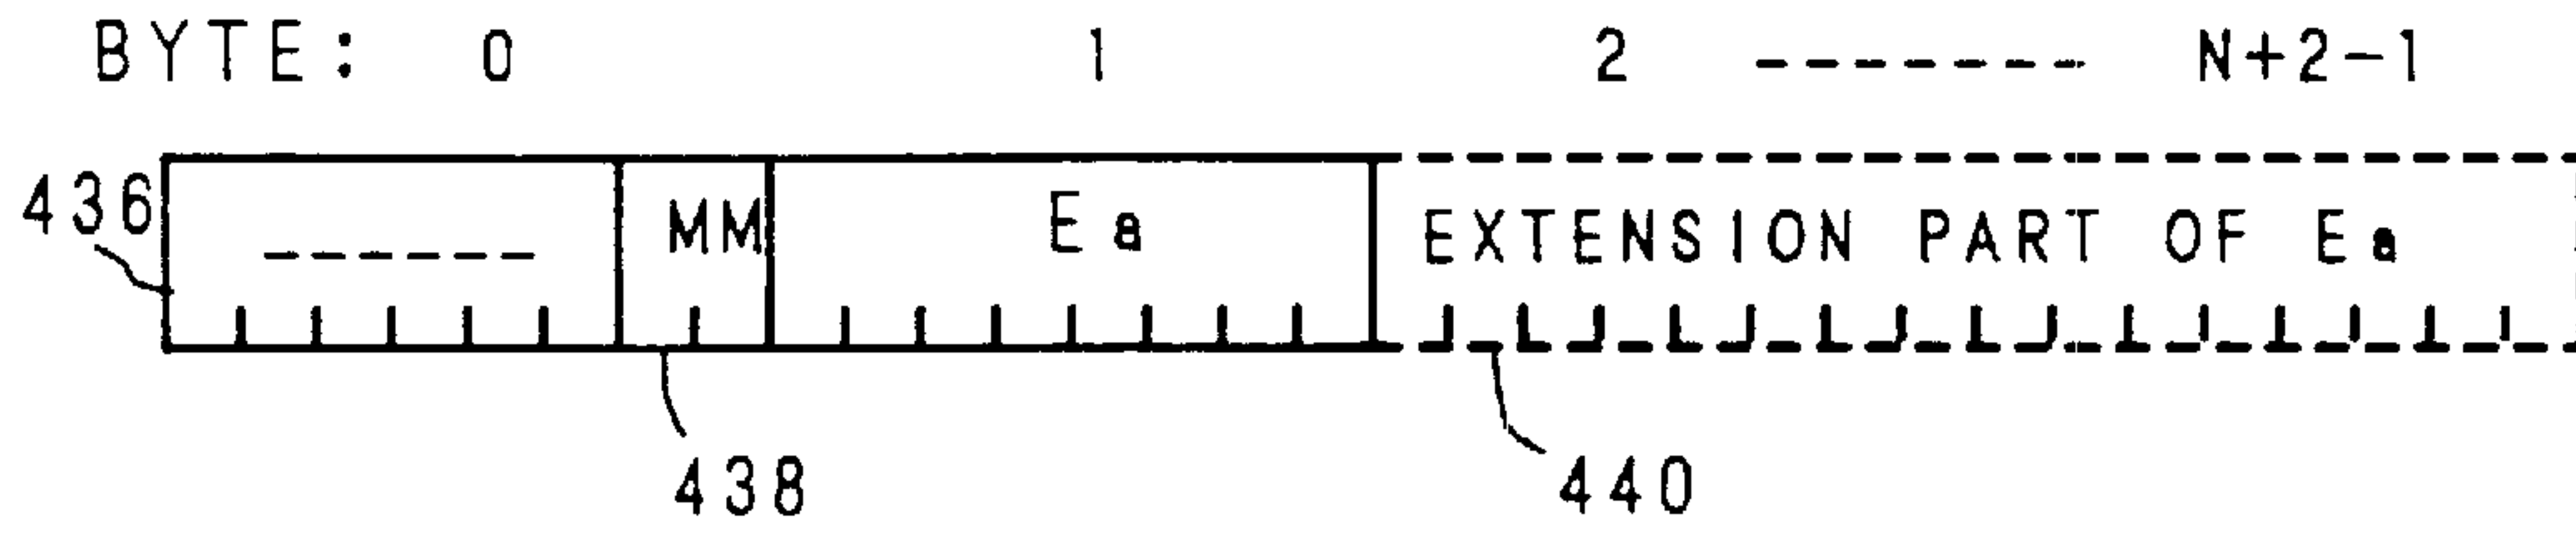 BYTE: 0 1 2 ------- N+2-1
436 ------ MM Ea EXTENSION PART OF Ea
438 440